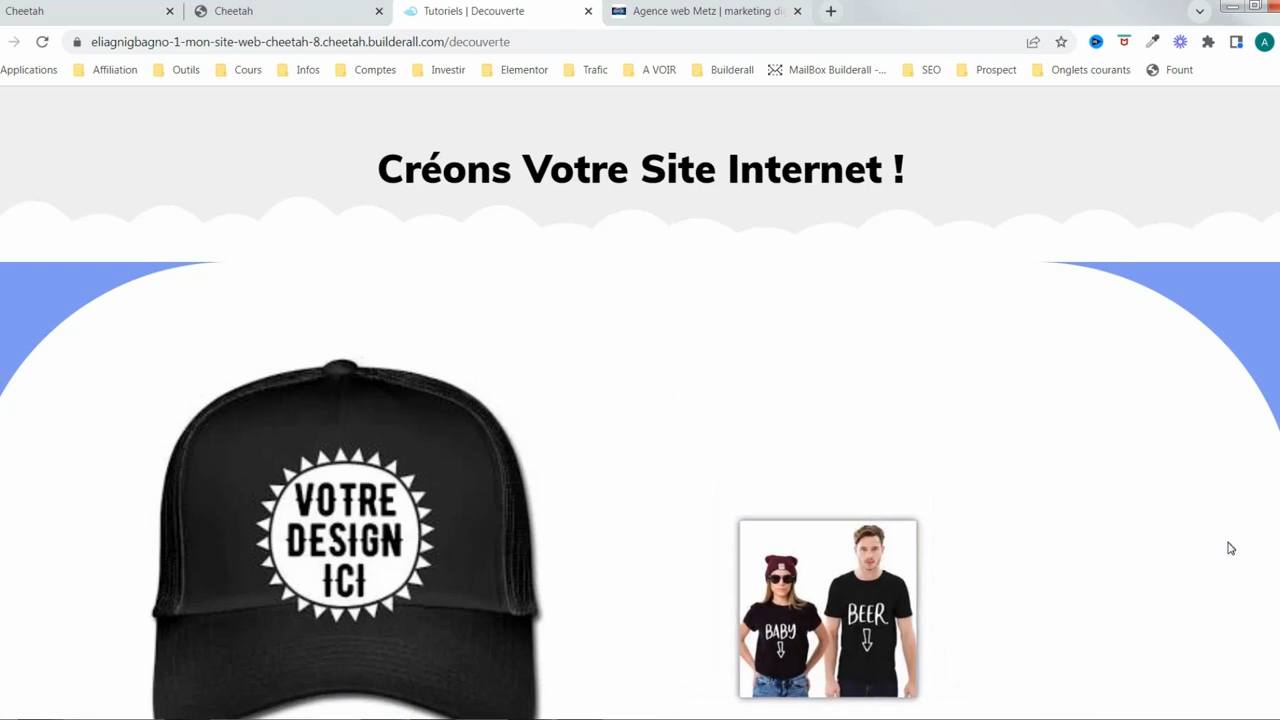 Cheetah
Cheetah
Tutoriels | Decouverte
Agence web Metz | marketing di
eliagnigbagno-1-mon-site-web-cheetah-8.cheetah.builderall.com/decouverte
A
Applications
Affiliation
Outils
Cours
Infos
Comptes
Investir
Elementor
Trafic
A VOIR
Builderall
MailBox Builderall -...
SEO
Prospect
Onglets courants
Fount
Créons Votre Site Internet !
VOTRE
DESIGN
ICI
BABY
BEER